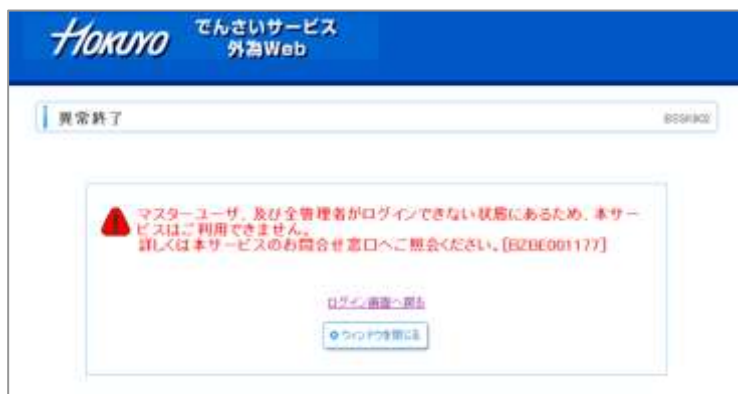 HOKUYO
でんさいサービス
外為Web
異常終了
マスターユーザ、及び全管理者がログインできない状態にあるため、本サー
ビスはご利用できません。
詳しくは本サービスのお問合せ窓口へご照会ください。[BZBE001177]
ログイン画面へ戻る
ウィンドウを閉じる